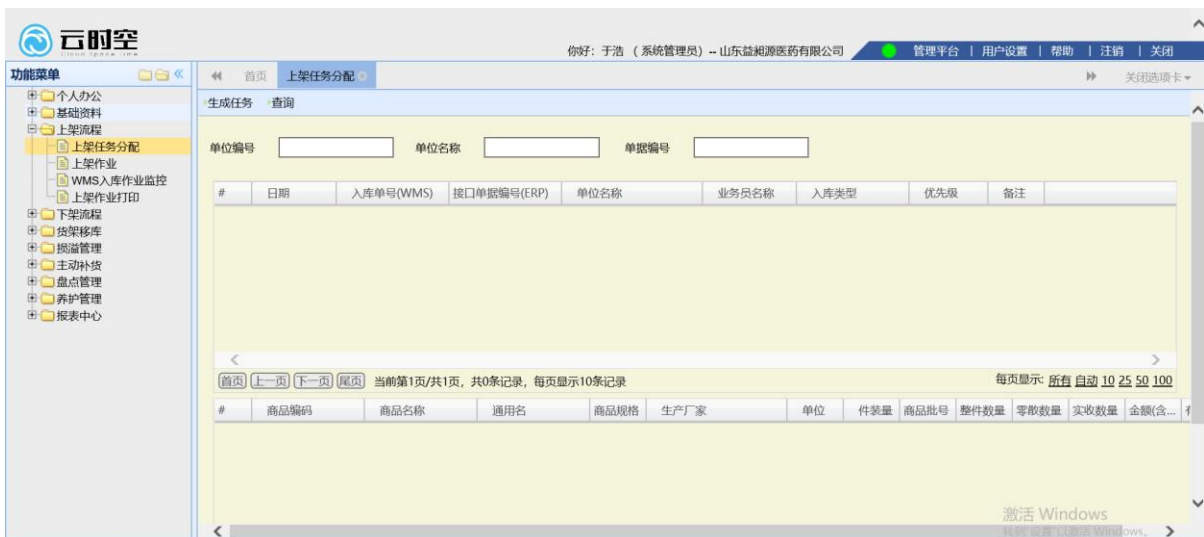 云时空
Cloud Space Time
你好：于浩 （ 系统管理员）-- 山东益昶源医药有限公司
管理平台 | 用户设置 | 帮助 | 注销 | 关闭
功能菜单
首页 上架任务分配
关闭选项卡
个人办公
基础资料
上架流程
上架任务分配
上架作业
WMS入库作业监控
上架作业打印
下架流程
货架移库
损溢管理
主动补货
盘点管理
养护管理
报表中心
生成任务 查询
单位编号 单位名称 单据编号
# 日期 入库单号(WMS) 接口单据编号(ERP) 单位名称 业务员名称 入库类型 优先级 备注
首页 上一页 下一页 尾页 当前第1页/共1页，共0条记录，每页显示10条记录
每页显示: 所有 自动 10 25 50 100
# 商品编码 商品名称 通用名 商品规格 生产厂家 单位 件装量 商品批号 整件数量 零散数量 实收数量 金额(含...
激活 Windows
转到"设置"以激活 Windows。